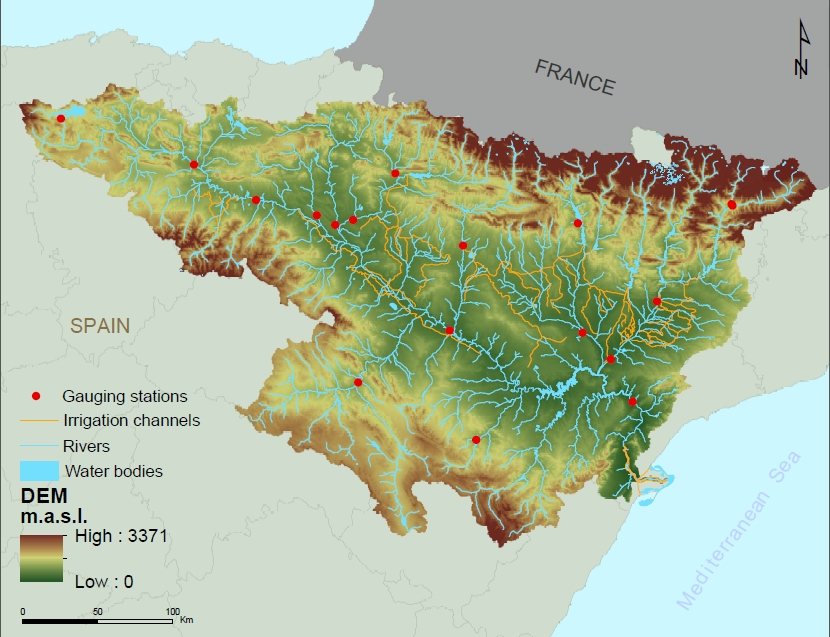 FRANCE
N
SPAIN
Gauging stations
Irrigation channels
Rivers
Water bodies
DEM
m.a.s.l.
High : 3371
Low : 0
0 50 100
Km
Mediterranean Sea